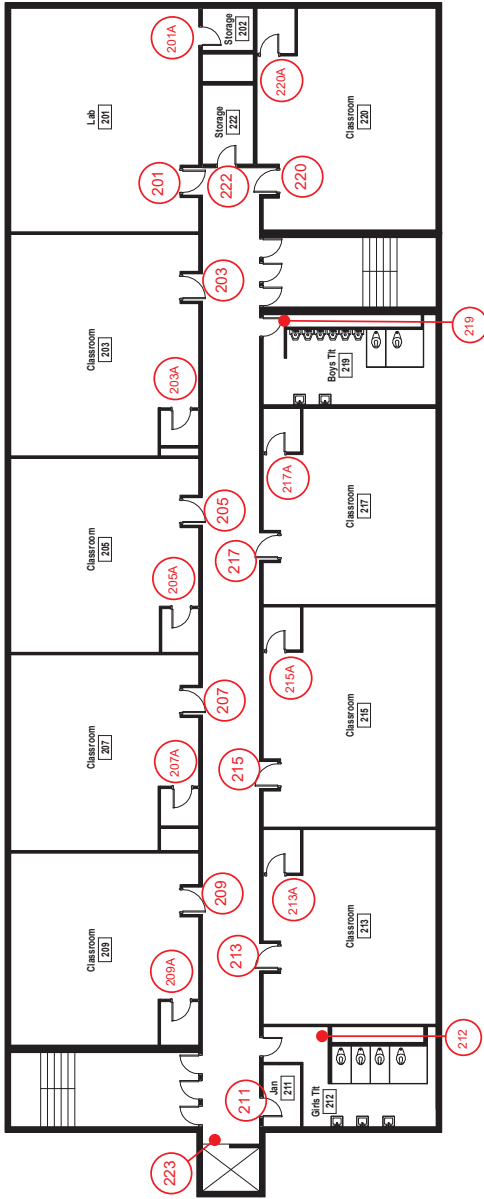 201A
Storage
202
220A
Lab
201
Storage
222
Classroom
220
201
222
220
203
Classroom
203
219
Boys Tlt
219
203A
217A
Classroom
217
205
217
Classroom
205
205A
215A
Classroom
215
207
215
Classroom
207
207A
213A
Classroom
213
209
213
Classroom
209
209A
212
Girls Tlt
212
Jan
211
211
223